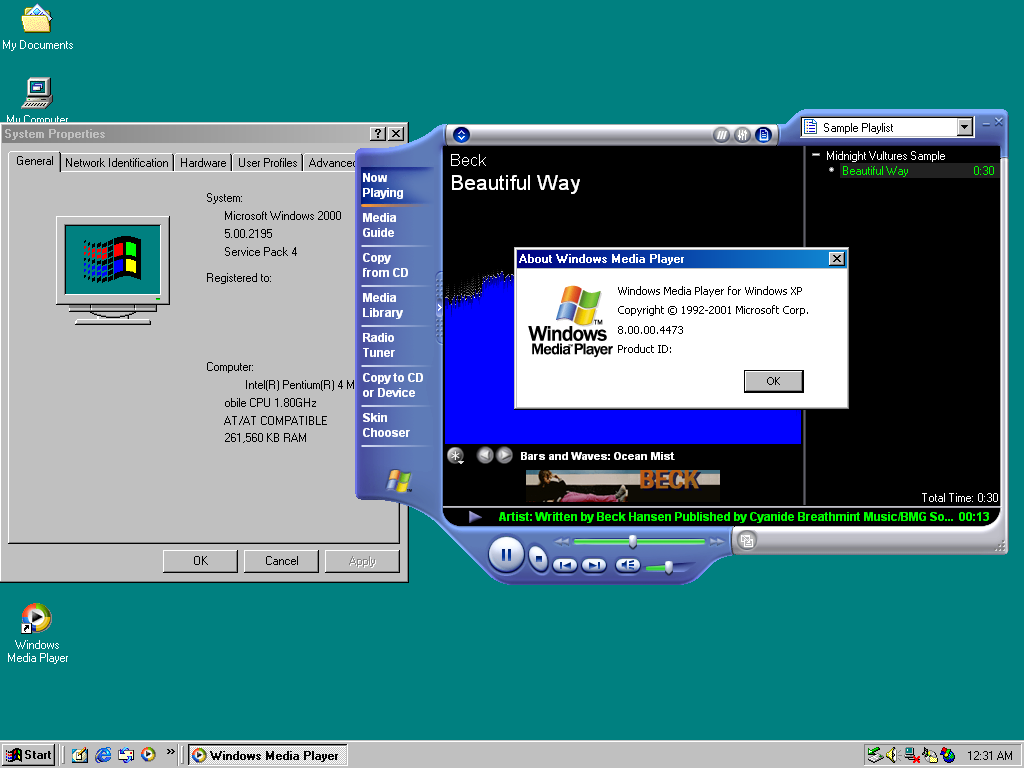 My Documents
My Computer
System Properties
General
Network Identification
Hardware
User Profiles
Advanced
System:
Microsoft Windows 2000
5.00.2195
Service Pack 4
Registered to:
Computer:
Intel(R) Pentium(R) 4 M
obile CPU 1.80GHz
AT/AT COMPATIBLE
261,560 KB RAM
OK
Cancel
Apply
Now
Playing
Media
Guide
Copy
from CD
Media
Library
Radio
Tuner
Copy to CD
or Device
Skin
Chooser
Beck
Beautiful Way
Sample Playlist
Midnight Vultures Sample
Beautiful Way 0:30
About Windows Media Player
Windows
Media Player
Windows Media Player for Windows XP
Copyright © 1992-2001 Microsoft Corp.
8.00.00.4473
Product ID:
OK
Bars and Waves: Ocean Mist
BECK
Total Time: 0:30
Artist: Written by Beck Hansen Published by Cyanide Breathmint Music/BMG So... 00:13
Windows
Media Player
Start
Windows Media Player
12:31 AM